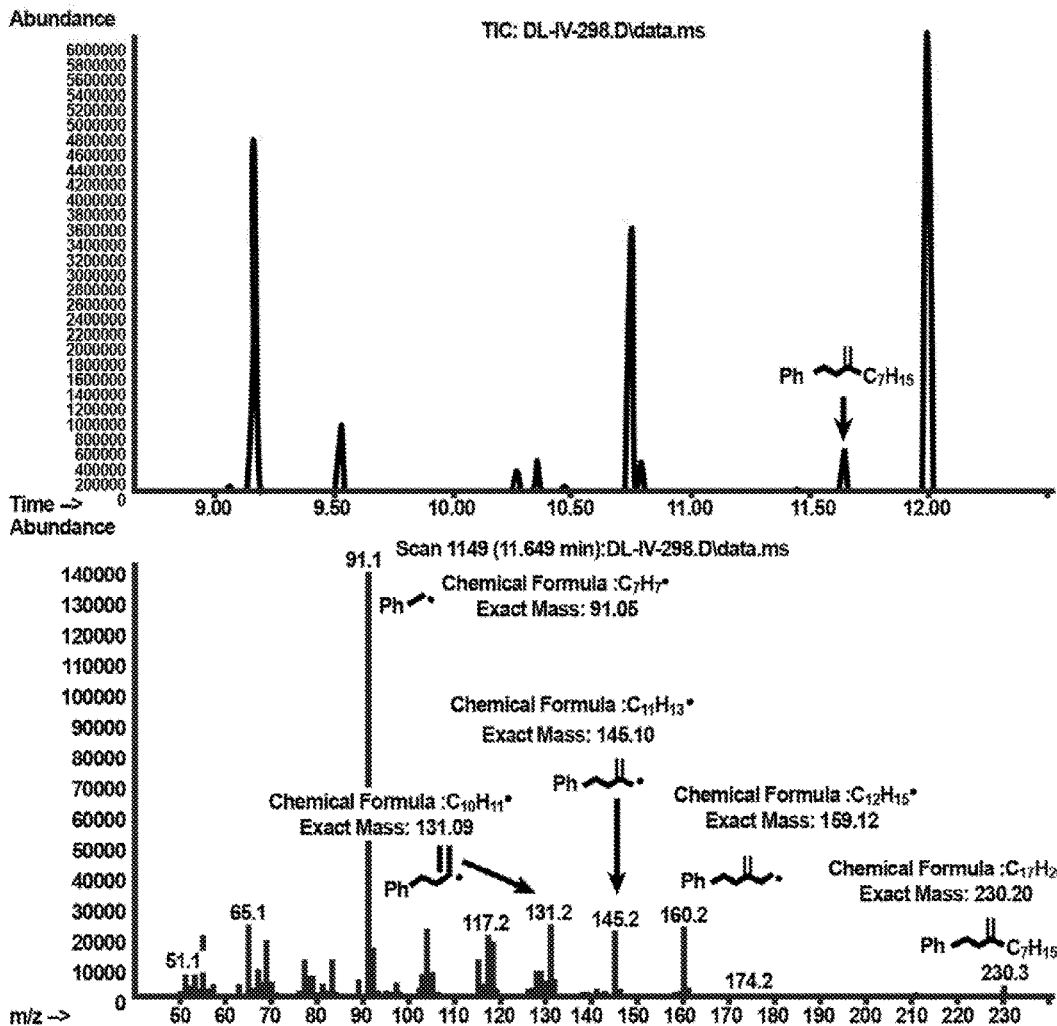 Abundance
TIC: DL-IV-298.D\data.ms
6000000
5800000
5600000
5400000
5200000
5000000
4800000
4600000
4400000
4200000
4000000
3800000
3600000
3400000
3200000
3000000
2800000
2600000
2400000
2200000
2000000
1800000
1600000
1400000
1200000
1000000
800000
600000
400000
200000
0
Ph C₇H₁₅
Time --> 9.00 9.50 10.00 10.50 11.00 11.50 12.00
Abundance
Scan 1149 (11.649 min):DL-IV-298.D\data.ms
140000
130000
120000
110000
100000
90000
80000
70000
60000
50000
40000
30000
20000
10000
0
91.1
Ph
Chemical Formula :C₇H₇•
Exact Mass: 91.05
Chemical Formula :C₁₁H₁₃•
Exact Mass: 145.10
Ph
Chemical Formula :C₁₀H₁₁•
Exact Mass: 131.09
Ph
Chemical Formula :C₁₂H₁₅•
Exact Mass: 159.12
Ph
Chemical Formula :C₁₇H₂
Exact Mass: 230.20
Ph C₇H₁₅
51.1 65.1 117.2 131.2 145.2 160.2 174.2 230.3
m/z --> 50 60 70 80 90 100 110 120 130 140 150 160 170 180 190 200 210 220 230